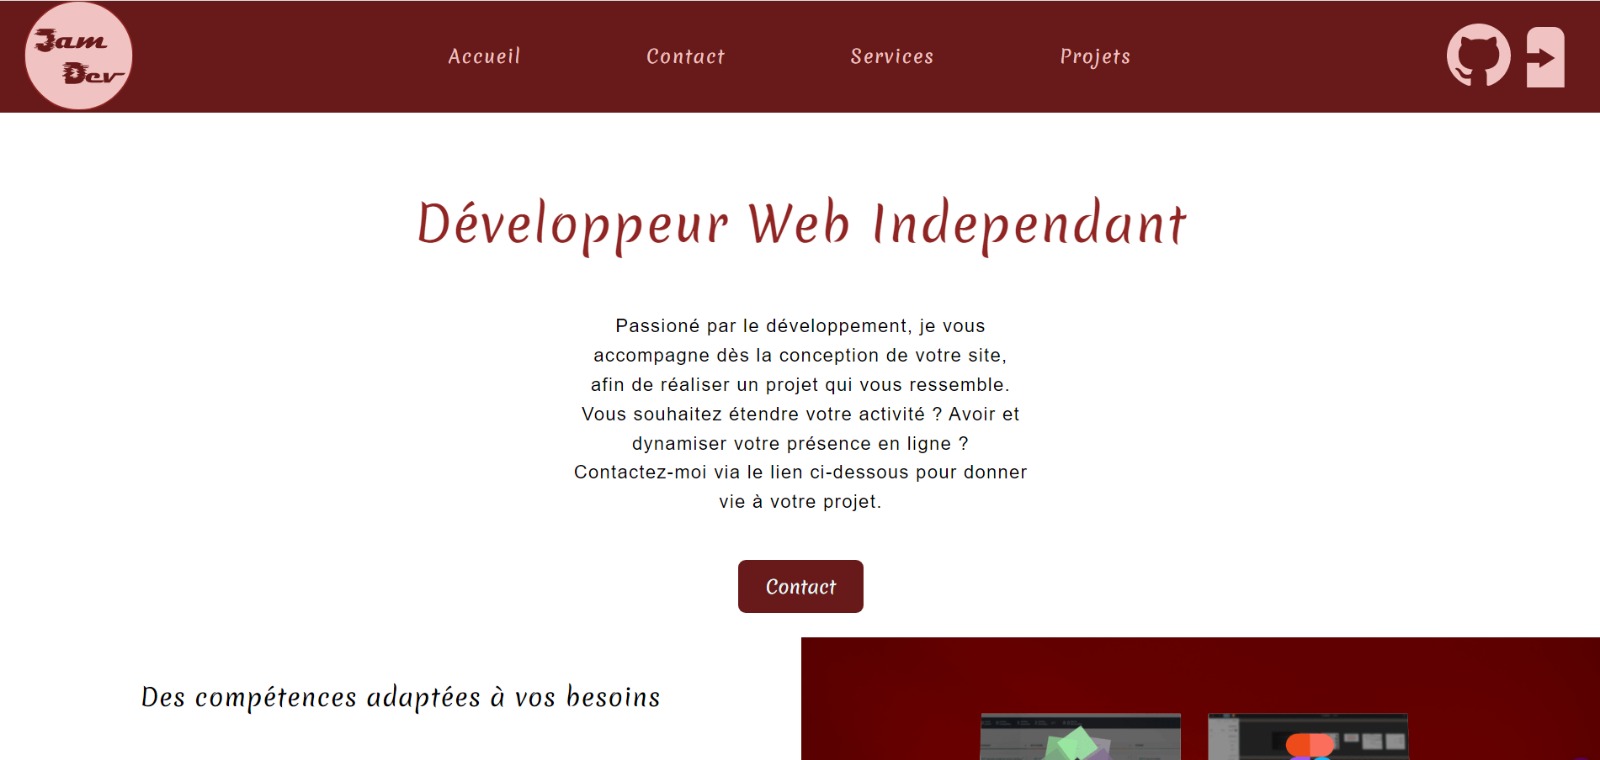 Jam
Dev
Accueil
Contact
Services
Projets
Développeur Web Independant
Passioné par le développement, je vous
accompagne dès la conception de votre site,
afin de réaliser un projet qui vous ressemble.
Vous souhaitez étendre votre activité ? Avoir et
dynamiser votre présence en ligne ?
Contactez-moi via le lien ci-dessous pour donner
vie à votre projet.
Contact
Des compétences adaptées à vos besoins